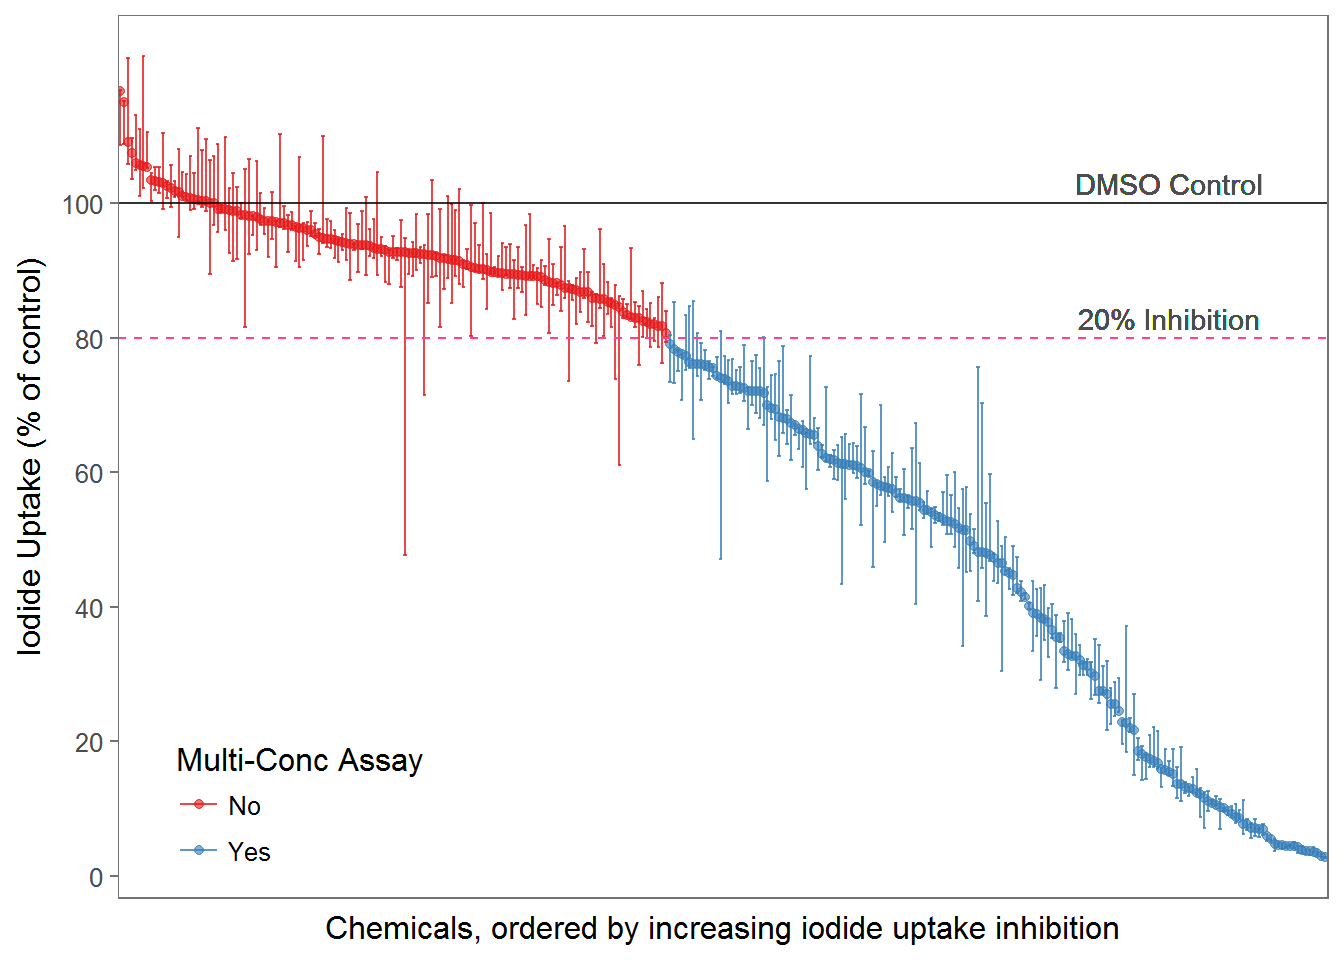 DMSO Control
100
20% Inhibition
80
60
40
20
0
Iodide Uptake (% of control)
Multi-Conc Assay
No
Yes
Chemicals, ordered by increasing iodide uptake inhibition